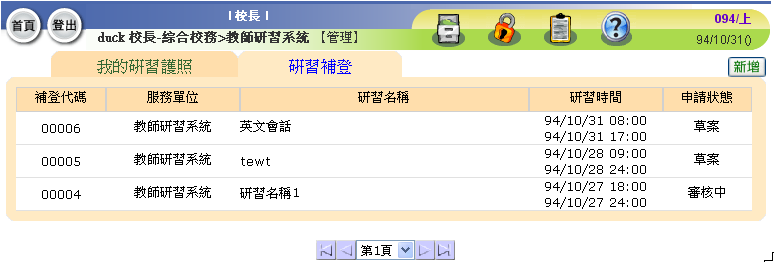 首頁 登出 | 校長 | 094/上
duck 校長-綜合校務>教師研習系統 【管理】 94/10/31()
我的研習護照 研習補登 新增
補登代碼 服務單位 研習名稱 研習時間 申請狀態
00006 教師研習系統 英文會話 94/10/31 08:00 草案
94/10/31 17:00
00005 教師研習系統 tewt 94/10/28 09:00 草案
94/10/28 24:00
00004 教師研習系統 研習名稱1 94/10/27 18:00 審核中
94/10/27 24:00
第1頁